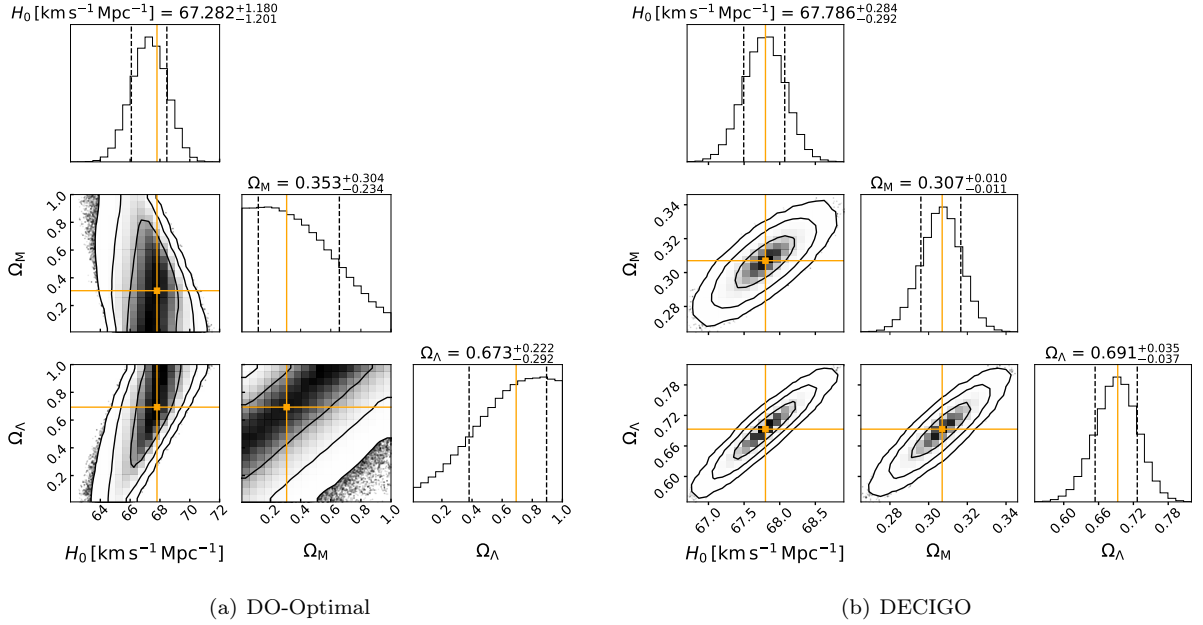 H₀ [km s⁻¹ Mpc⁻¹] = 67.282 +1.180 −1.201
Ω_M = 0.353 +0.304 −0.234
Ω_Λ = 0.673 +0.222 −0.292
Ω_M
1.0
0.8
0.6
0.4
0.2
Ω_Λ
1.0
0.8
0.6
0.4
0.2
64 66 68 70 72
0.2 0.4 0.6 0.8 1.0
0.2 0.4 0.6 0.8 1.0
H₀ [km s⁻¹ Mpc⁻¹]
Ω_M
Ω_Λ
(a) DO-Optimal
H₀ [km s⁻¹ Mpc⁻¹] = 67.786 +0.284 −0.292
Ω_M = 0.307 +0.010 −0.011
Ω_Λ = 0.691 +0.035 −0.037
Ω_M
0.34
0.32
0.30
0.28
Ω_Λ
0.78
0.72
0.66
0.60
67.0 67.5 68.0 68.5
0.28 0.30 0.32 0.34
0.60 0.66 0.72 0.78
H₀ [km s⁻¹ Mpc⁻¹]
Ω_M
Ω_Λ
(b) DECIGO